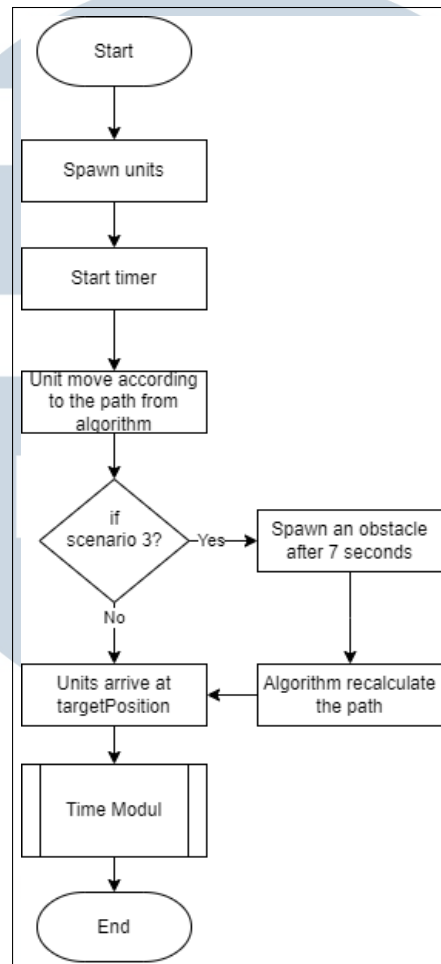 Start
Spawn units
Start timer
Unit move according
to the path from
algorithm
if
scenario 3?
Yes
Spawn an obstacle
after 7 seconds
No
Units arrive at
targetPosition
Algorithm recalculate
the path
Time Modul
End